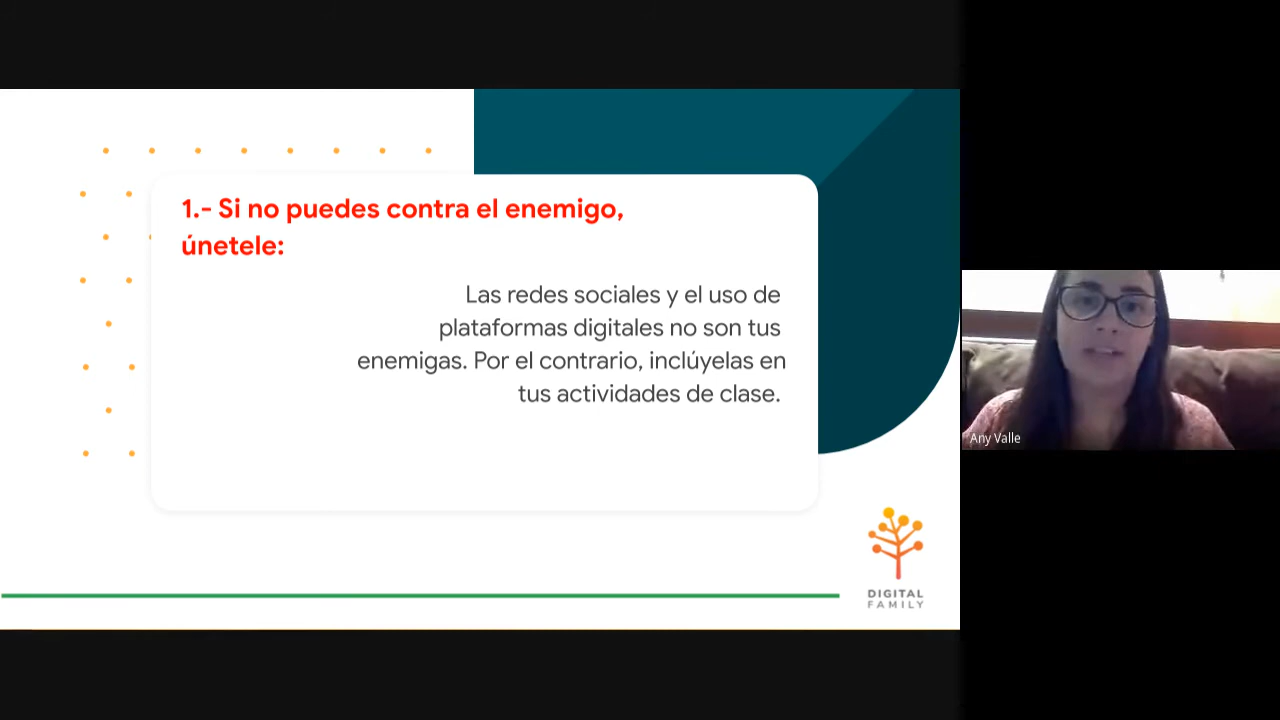 1.- Si no puedes contra el enemigo,
únetele:
Las redes sociales y el uso de
plataformas digitales no son tus
enemigas. Por el contrario, inclúyelas en
tus actividades de clase.
Any Valle
DIGITAL
FAMILY